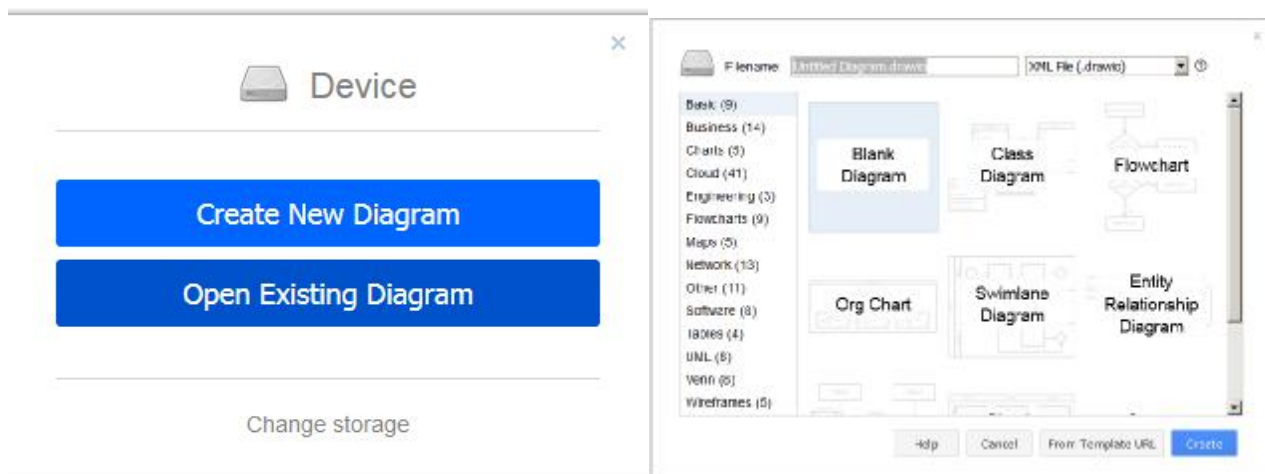 ×
Device
Create New Diagram
Open Existing Diagram
Change storage
×
Filename
Untitled Diagram.drawio
XML File (.drawio)
?
Basic (9)
Business (14)
Charts (5)
Cloud (41)
Engineering (3)
Flowcharts (9)
Maps (5)
Network (13)
Other (11)
Software (8)
Tables (4)
UML (8)
Venn (8)
Wireframes (5)
Blank
Diagram
Class
Diagram
Flowchart
Org Chart
Swimlane
Diagram
Entity
Relationship
Diagram
Help
Cancel
From Template URL
Create